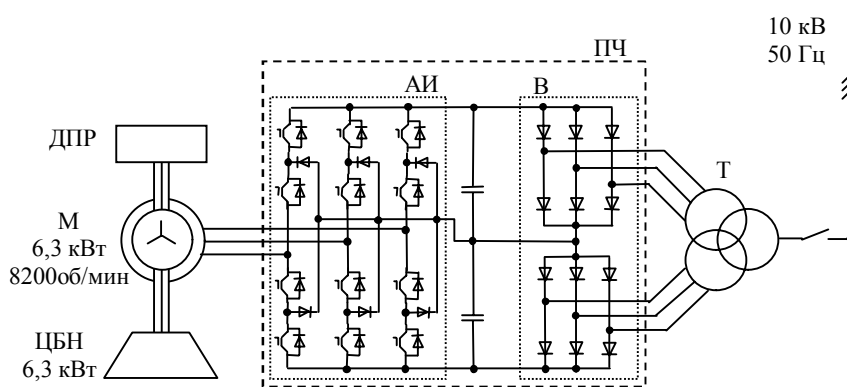 10 кВ
50 Гц
ПЧ
АИ
В
ДПР
Т
М
6,3 кВт
8200об/мин
ЦБН
6,3 кВт